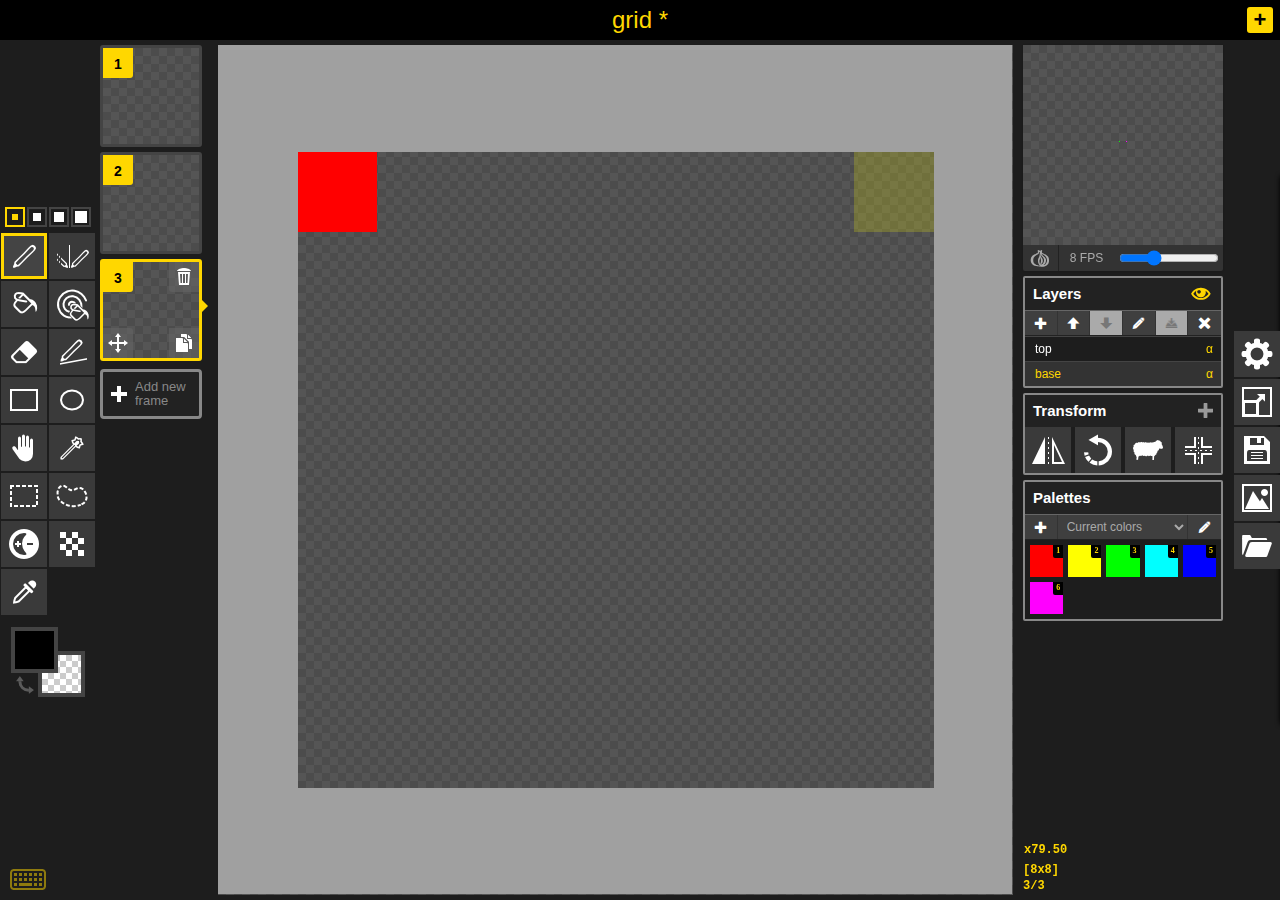 grid *
+
1
2
3
Add new
frame
8 FPS
Layers
top α
base α
Transform
Palettes
Current colors
1 2 3 4 5
6
x79.50
[8x8]
3/3